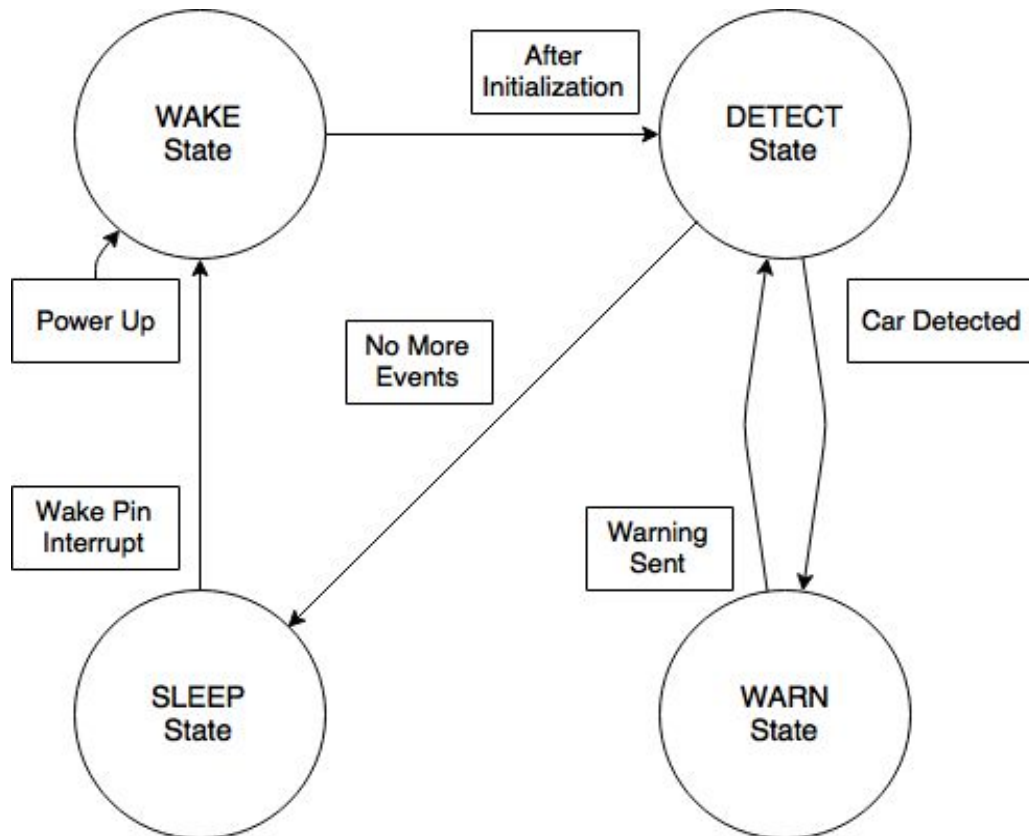 WAKE
State
After
Initialization
DETECT
State
Power Up
No More
Events
Car Detected
Wake Pin
Interrupt
Warning
Sent
SLEEP
State
WARN
State